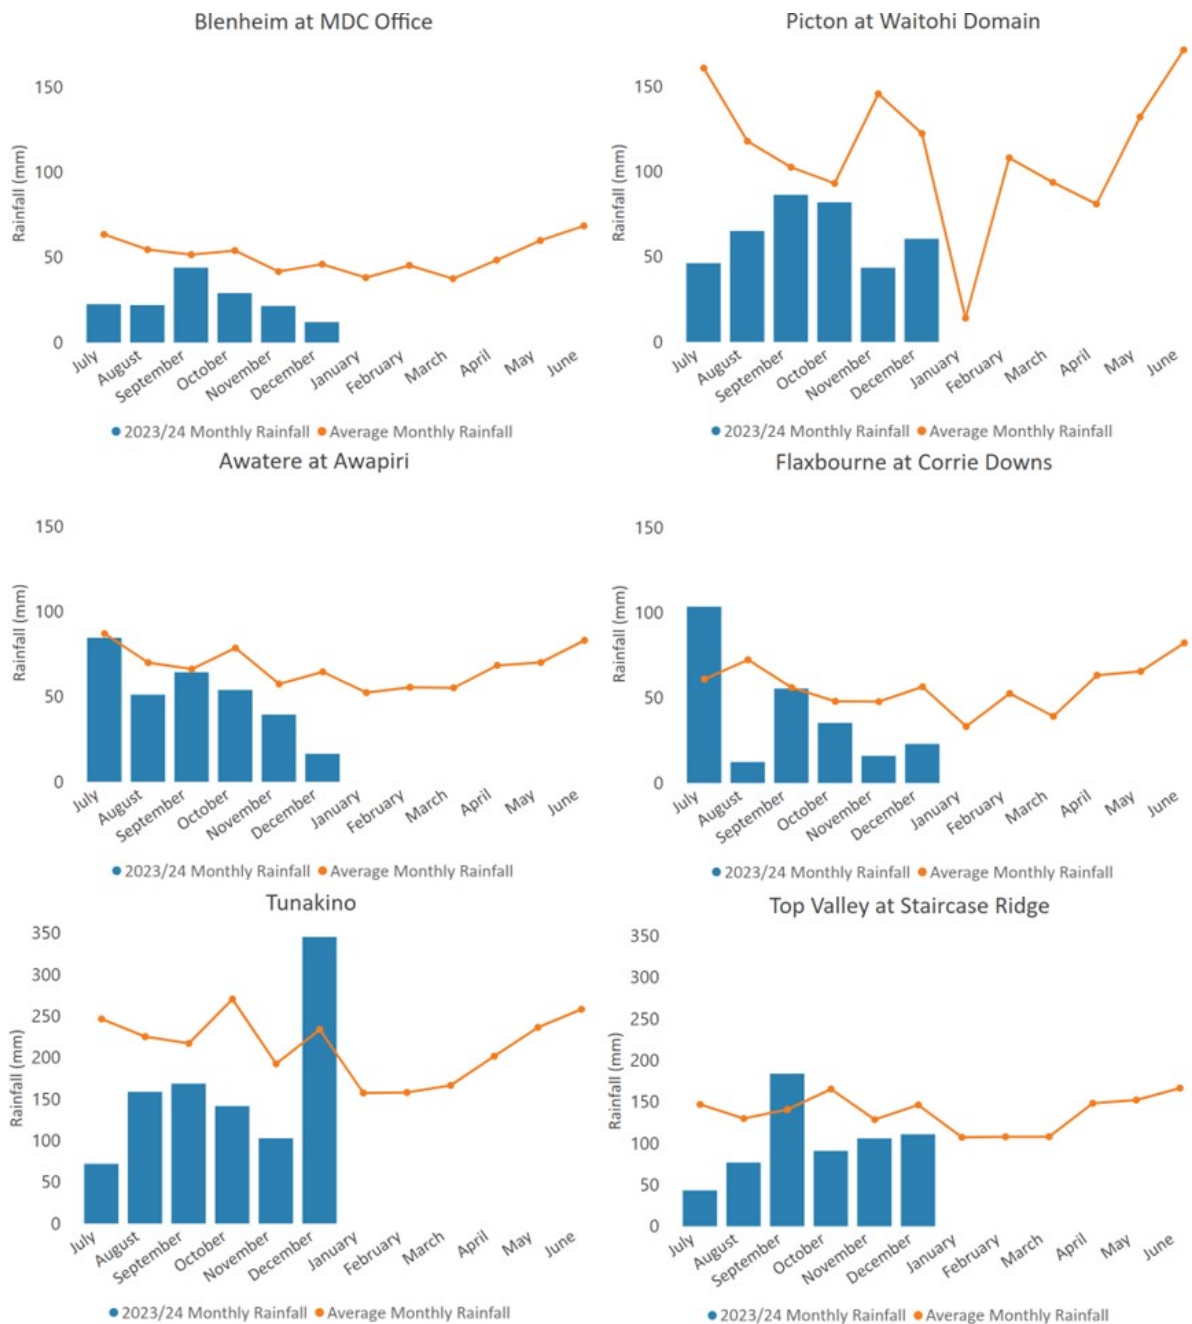 Blenheim at MDC Office
Rainfall (mm)
150
100
50
0
July August September October November December January February March April May June
2023/24 Monthly Rainfall Average Monthly Rainfall
Picton at Waitohi Domain
Rainfall (mm)
150
100
50
0
July August September October November December January February March April May June
2023/24 Monthly Rainfall Average Monthly Rainfall
Awatere at Awapiri
Rainfall (mm)
150
100
50
0
July August September October November December January February March April May June
2023/24 Monthly Rainfall Average Monthly Rainfall
Flaxbourne at Corrie Downs
Rainfall (mm)
150
100
50
0
July August September October November December January February March April May June
2023/24 Monthly Rainfall Average Monthly Rainfall
Tunakino
Rainfall (mm)
350
300
250
200
150
100
50
0
July August September October November December January February March April May June
2023/24 Monthly Rainfall Average Monthly Rainfall
Top Valley at Staircase Ridge
Rainfall (mm)
350
300
250
200
150
100
50
0
July August September October November December January February March April May June
2023/24 Monthly Rainfall Average Monthly Rainfall